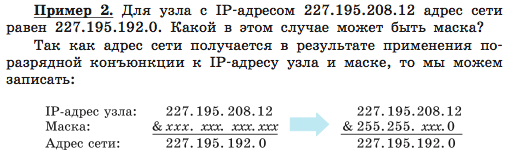 Пример 2. Для узла с IP-адресом 227.195.208.12 адрес сети
равен 227.195.192.0. Какой в этом случае может быть маска?
Так как адрес сети получается в результате применения по-
разрядной конъюнкции к IP-адресу узла и маске, то мы можем
записать:
IP-адрес узла: 227.195.208.12 227.195.208.12
Маска: & xxx. xxx. xxx.xxx & 255.255. xxx.0
Адрес сети: 227.195.192.0 227.195.192.0